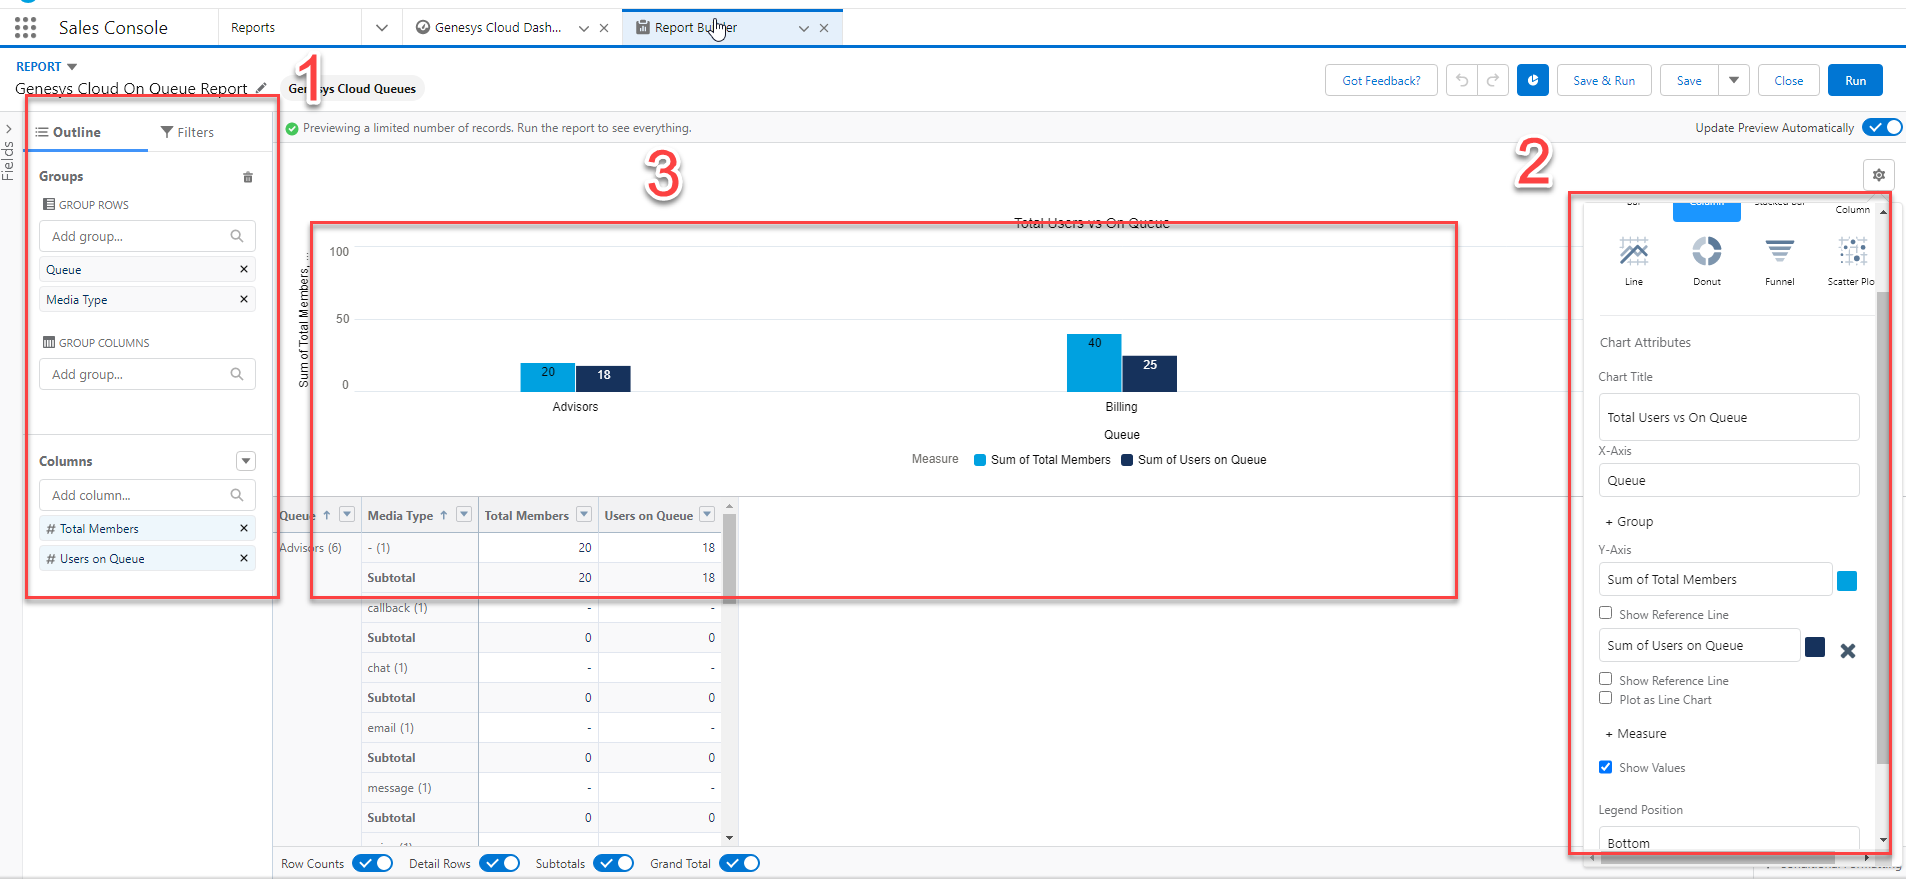 Sales Console
Reports
Genesys Cloud Dash...
Report Builder
REPORT
Genesys Cloud On Queue Report
1
Genesys Cloud Queues
Got Feedback?
Save & Run
Save
Close
Run
Fields
Outline
Filters
Previewing a limited number of records. Run the report to see everything.
Update Preview Automatically
Groups
GROUP ROWS
Add group...
Queue
Media Type
GROUP COLUMNS
Add group...
Columns
Add column...
# Total Members
# Users on Queue
3
Total Users vs On Queue
Sum of Total Members, ...
100
50
0
20
18
40
25
Advisors
Billing
Queue
Measure
Sum of Total Members
Sum of Users on Queue
Queue
Media Type
Total Members
Users on Queue
Advisors (6)
- (1)
20
18
Subtotal
20
18
callback (1)
-
-
Subtotal
0
0
chat (1)
-
-
Subtotal
0
0
email (1)
-
-
Subtotal
0
0
message (1)
-
-
Subtotal
0
0
Row Counts
Detail Rows
Subtotals
Grand Total
2
Bar
Column
Stacked Bar
Column
Line
Donut
Funnel
Scatter Plo
Chart Attributes
Chart Title
Total Users vs On Queue
X-Axis
Queue
+ Group
Y-Axis
Sum of Total Members
Show Reference Line
Sum of Users on Queue
Show Reference Line
Plot as Line Chart
+ Measure
Show Values
Legend Position
Bottom
Conditional Formatting